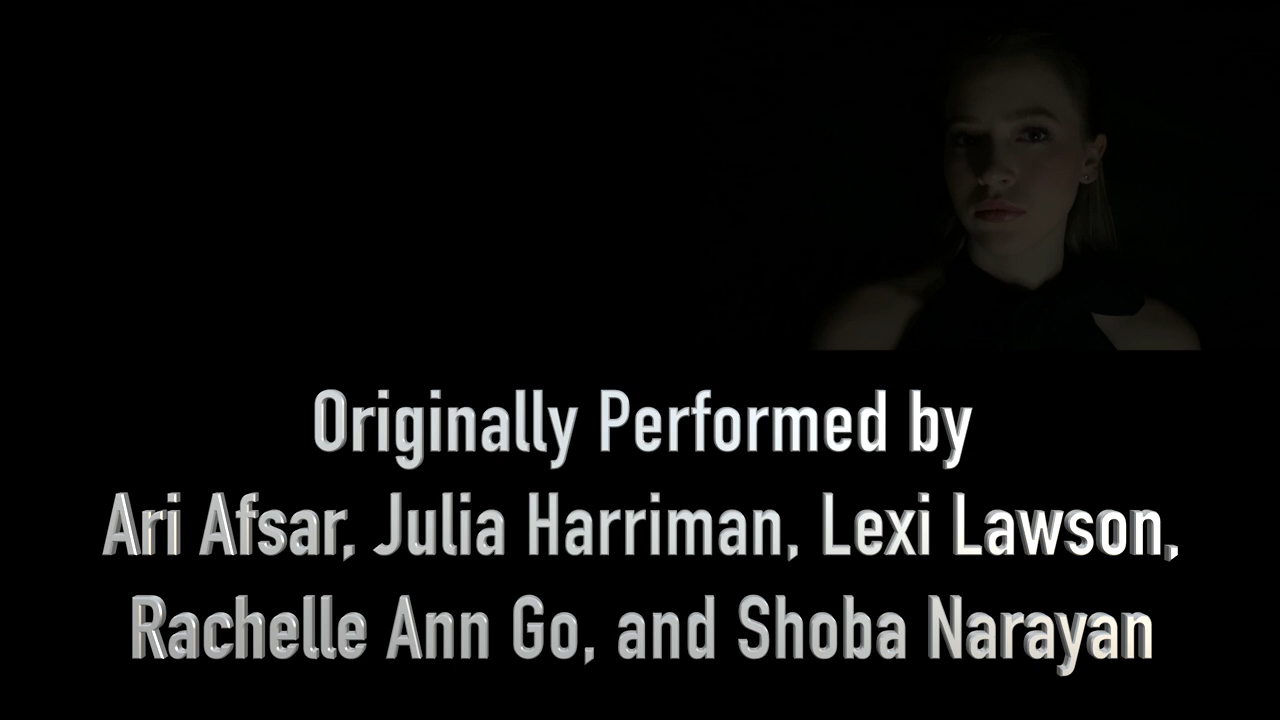 Originally Performed by
Ari Afsar, Julia Harriman, Lexi Lawson,
Rachelle Ann Go, and Shoba Narayan